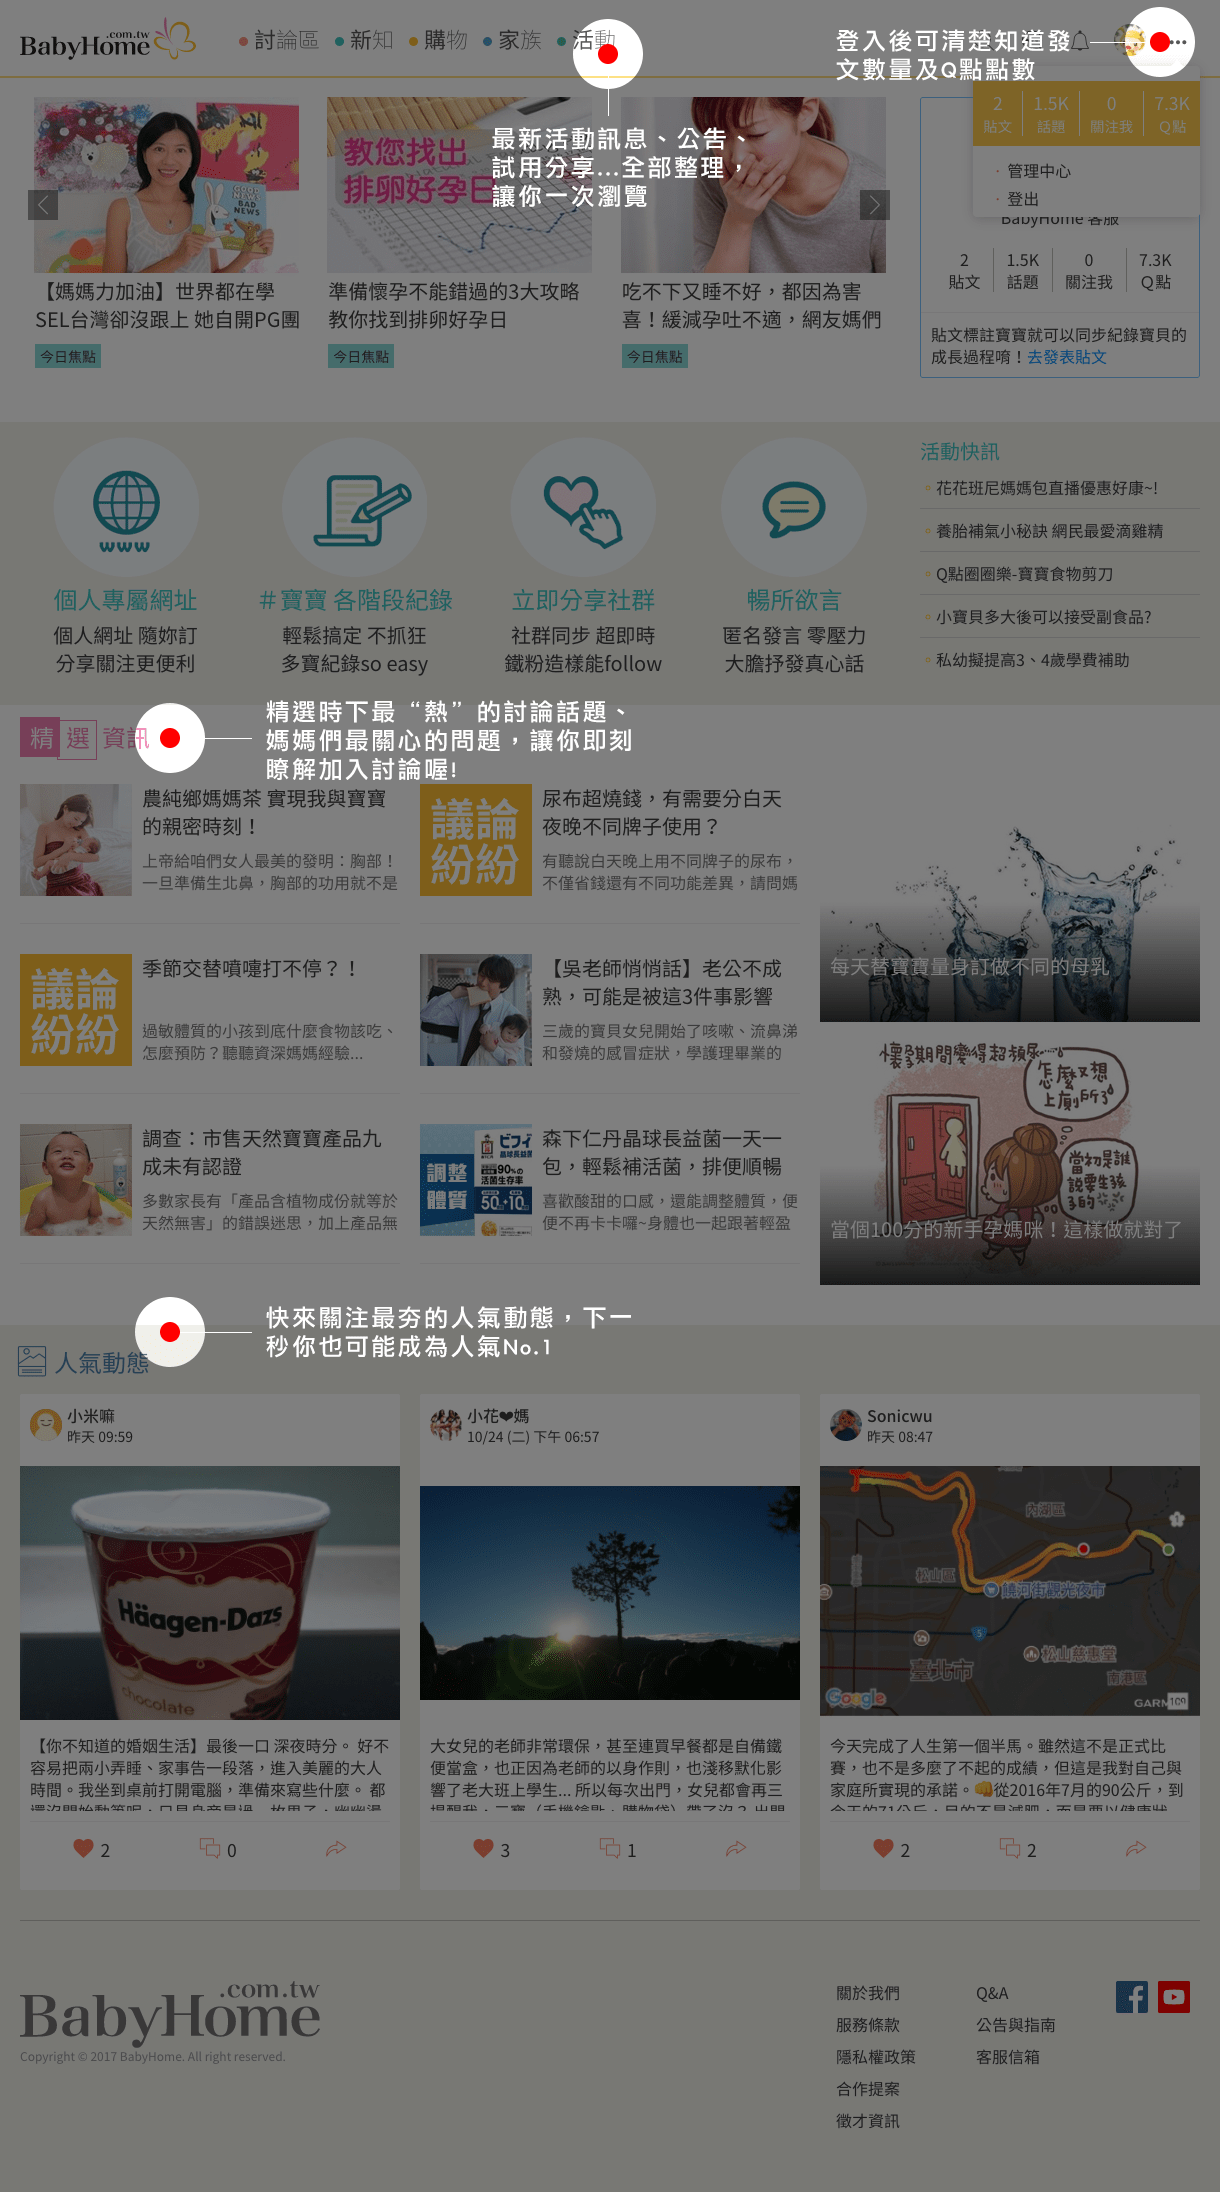 BabyHome.com.tw
討論區 新知 購物 家族 活動
登入後可清楚知道發
文數量及Q點點數
最新活動訊息、公告、
試用分享...全部整理，
讓你一次瀏覽
2 1.5K 0 7.3K
貼文 話題 關注我 Q點
· 管理中心
· 登出
BabyHome 客服
2 1.5K 0 7.3K
貼文 話題 關注我 Q點
貼文標註寶寶就可以同步紀錄寶貝的
成長過程唷！去發表貼文
GOOD NEWS BAD NEWS
教您找出
排卵好孕日
【媽媽力加油】世界都在學
SEL台灣卻沒跟上 她自開PG團
今日焦點
準備懷孕不能錯過的3大攻略
教你找到排卵好孕日
今日焦點
吃不下又睡不好，都因為害
喜！緩減孕吐不適，網友媽們
今日焦點
www
個人專屬網址
個人網址 隨妳訂
分享關注更便利
＃寶寶 各階段紀錄
輕鬆搞定 不抓狂
多寶紀錄so easy
立即分享社群
社群同步 超即時
鐵粉造樣能follow
暢所欲言
匿名發言 零壓力
大膽抒發真心話
活動快訊
花花班尼媽媽包直播優惠好康~!
養胎補氣小秘訣 網民最愛滴雞精
Q點圈圈樂-寶寶食物剪刀
小寶貝多大後可以接受副食品?
私幼擬提高3、4歲學費補助
精選資訊
精選時下最“熱”的討論話題、
媽媽們最關心的問題，讓你即刻
瞭解加入討論喔!
農純鄉媽媽茶 實現我與寶寶
的親密時刻！
上帝給咱們女人最美的發明：胸部！
一旦準備生北鼻，胸部的功用就不是
議論
紛紛
尿布超燒錢，有需要分白天
夜晚不同牌子使用？
有聽說白天晚上用不同牌子的尿布，
不僅省錢還有不同功能差異，請問媽
議論
紛紛
季節交替噴嚏打不停？！
過敏體質的小孩到底什麼食物該吃、
怎麼預防？聽聽資深媽媽經驗...
【吳老師悄悄話】老公不成
熟，可能是被這3件事影響
三歲的寶貝女兒開始了咳嗽、流鼻涕
和發燒的感冒症狀，學護理畢業的
調查：市售天然寶寶產品九
成未有認證
多數家長有「產品含植物成份就等於
天然無害」的錯誤迷思，加上產品無
調整
體質
90%の
活菌生存率
50 +10
森下仁丹晶球長益菌一天一
包，輕鬆補活菌，排便順暢
喜歡酸甜的口感，還能調整體質，便
便不再卡卡囉~身體也一起跟著輕盈
每天替寶寶量身訂做不同的母乳
懷孕期間變得超頻尿
怎麼又想
上廁所了
當初是誰
說要生孩
子的
當個100分的新手孕媽咪！這樣做就對了
快來關注最夯的人氣動態，下一
秒你也可能成為人氣No.1
人氣動態
小米嘛
昨天 09:59
Häagen-Dazs
chocolate
【你不知道的婚姻生活】最後一口 深夜時分。 好不
容易把兩小弄睡、家事告一段落，進入美麗的大人
時間。我坐到桌前打開電腦，準備來寫些什麼。 都
2 0
小花❤媽
10/24 (二) 下午 06:57
大女兒的老師非常環保，甚至連買早餐都是自備鐵
便當盒，也正因為老師的以身作則，也淺移默化影
響了老大班上學生... 所以每次出門，女兒都會再三
3 1
Sonicwu
昨天 08:47
內湖區
松山區
饒河街觀光夜市
5
松山慈惠堂
臺北市
南港區
Google
GARMIN
109
今天完成了人生第一個半馬。雖然這不是正式比
賽，也不是多麼了不起的成績，但這是我對自己與
家庭所實現的承諾。👊從2016年7月的90公斤，到
2 2
BabyHome.com.tw
Copyright © 2017 BabyHome. All right reserved.
關於我們 Q&A
服務條款 公告與指南
隱私權政策 客服信箱
合作提案
徵才資訊